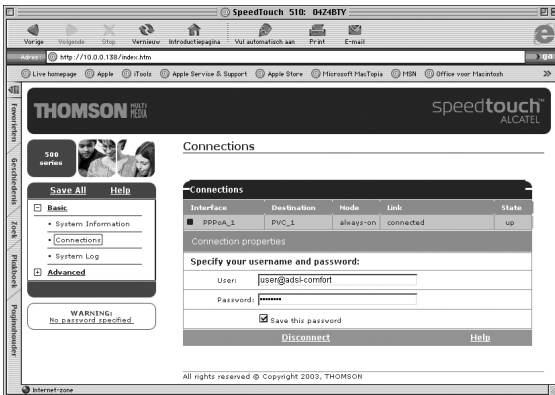 SpeedTouch 510: 04Z4BTY
Vorige Volgende Stop Vernieuw Introductiepagina Vul automatisch aan Print E-mail
Adres: http://10.0.0.138/index.htm
Live homepage Apple iTools Apple Service & Support Apple Store Microsoft MacTopia MSN Office voor Macintosh
Favorieten
Geschiedenis
Zoek
Plakboek
Paginahouder
THOMSON MULTI MEDIA
speedtouch™
ALCATEL
500 series
Save All Help
Basic
System Information
Connections
System Log
Advanced
WARNING:
No password specified
Connections
Connections
Interface Destination Mode Link State
PPPoA_1 PVC_1 always-on connected up
Connection properties
Specify your username and password:
User: user@adsl-comfort
Password: ••••••••
Save this password
Disconnect Help
All rights reserved © Copyright 2003, THOMSON
Internet-zone